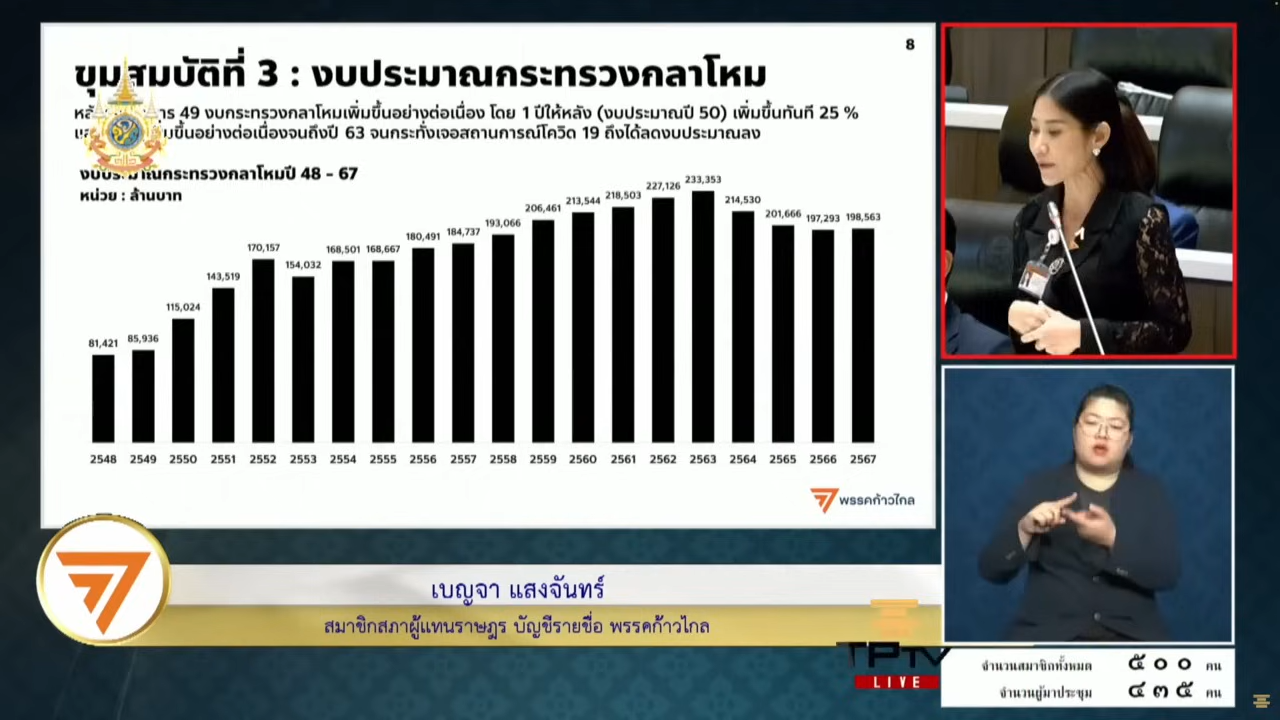 8
ขุมสมบัติที่ 3 : งบประมาณกระทรวงกลาโหม
49 งบกระทรวงกลาโหมเพิ่มขึ้นอย่างต่อเนื่อง โดย 1 ปีให้หลัง (งบประมาณปี 50) เพิ่มขึ้นทันที 25 %
ขึ้นอย่างต่อเนื่องจนถึงปี 63 จนกระทั่งเจอสถานการณ์โควิด 19 ถึงได้ลดงบประมาณลง
งบประมาณกระทรวงกลาโหมปี 48 - 67
หน่วย : ล้านบาท
81,421 85,936 115,024 143,519 170,157 154,032 168,501 168,667 180,491 184,737 193,066 206,461 213,544 218,503 227,126 233,353 214,530 201,666 197,293 198,563
2548 2549 2550 2551 2552 2553 2554 2555 2556 2557 2558 2559 2560 2561 2562 2563 2564 2565 2566 2567
พรรคก้าวไกล
เบญจา แสงจันทร์
สมาชิกสภาผู้แทนราษฎร บัญชีรายชื่อ พรรคก้าวไกล
TPTV
LIVE
จำนวนสมาชิกทั้งหมด ๕๐๐ คน
จำนวนผู้มาประชุม ๔๓๕ คน